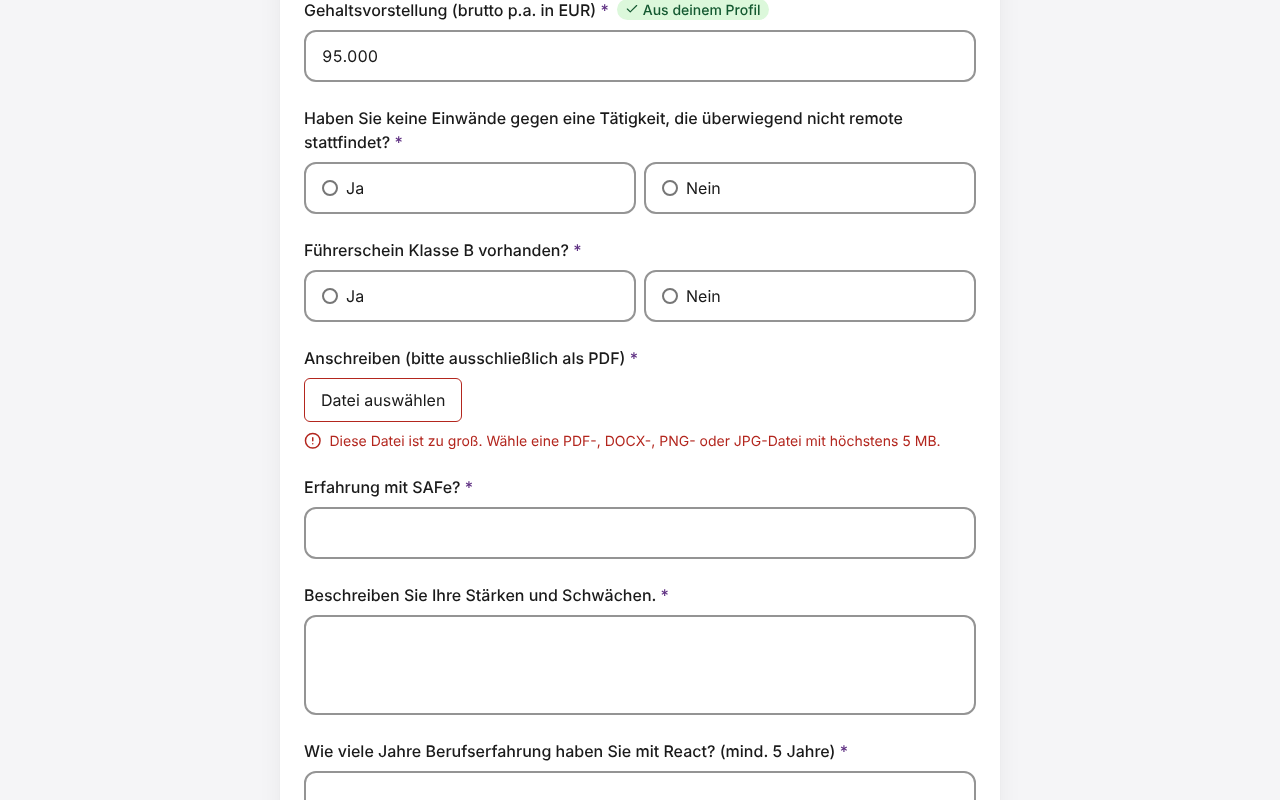 Gehaltsvorstellung (brutto p.a. in EUR) * Aus deinem Profil
95.000
Haben Sie keine Einwände gegen eine Tätigkeit, die überwiegend nicht remote
stattfindet? *
Ja
Nein
Führerschein Klasse B vorhanden? *
Ja
Nein
Anschreiben (bitte ausschließlich als PDF) *
Datei auswählen
Diese Datei ist zu groß. Wähle eine PDF-, DOCX-, PNG- oder JPG-Datei mit höchstens 5 MB.
Erfahrung mit SAFe? *
Beschreiben Sie Ihre Stärken und Schwächen. *
Wie viele Jahre Berufserfahrung haben Sie mit React? (mind. 5 Jahre) *